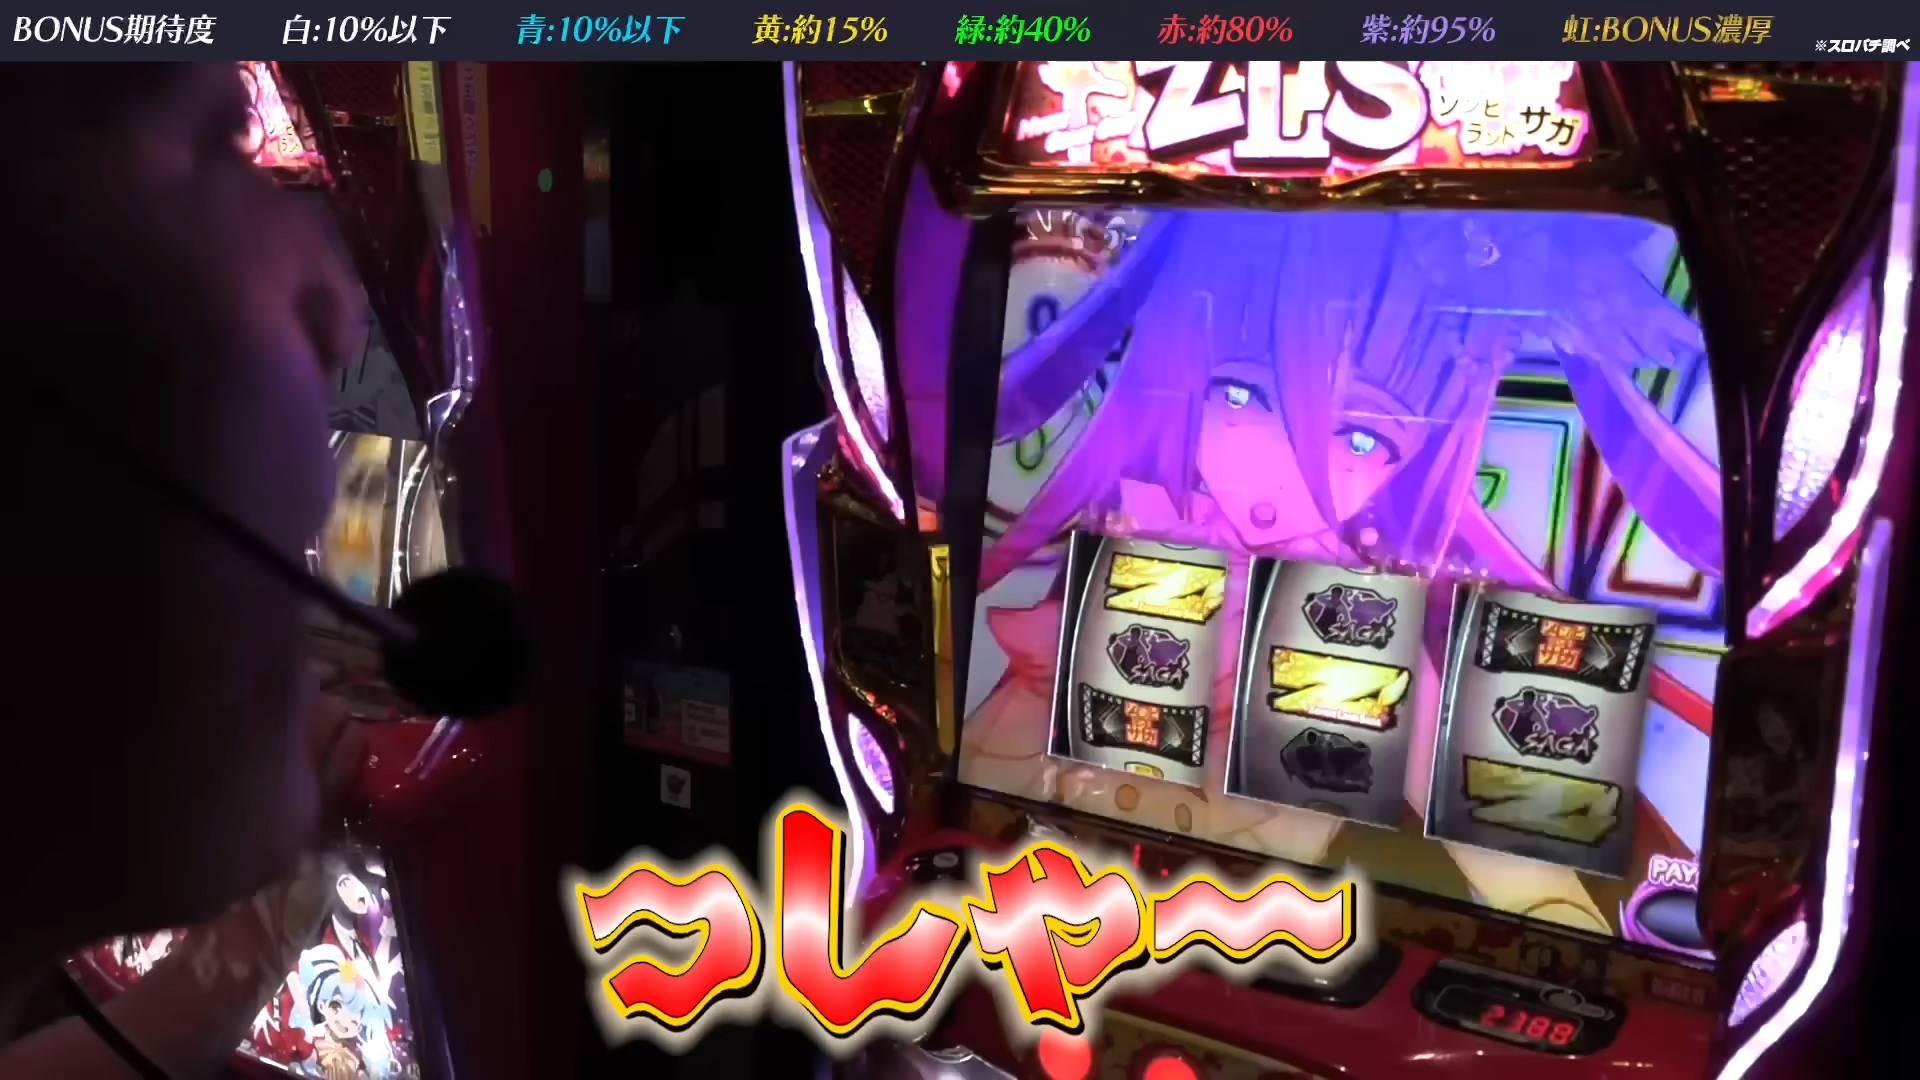 BONUS期待度 白:10%以下 青:10%以下 黄:約15% 緑:約40% 赤:約80% 紫:約95% 虹:BONUS濃厚
※スロパチ調べ
ZLS
ゾンビ
ランド
サガ
SAGA
SAGA
SAGA
PAY
っしゃー